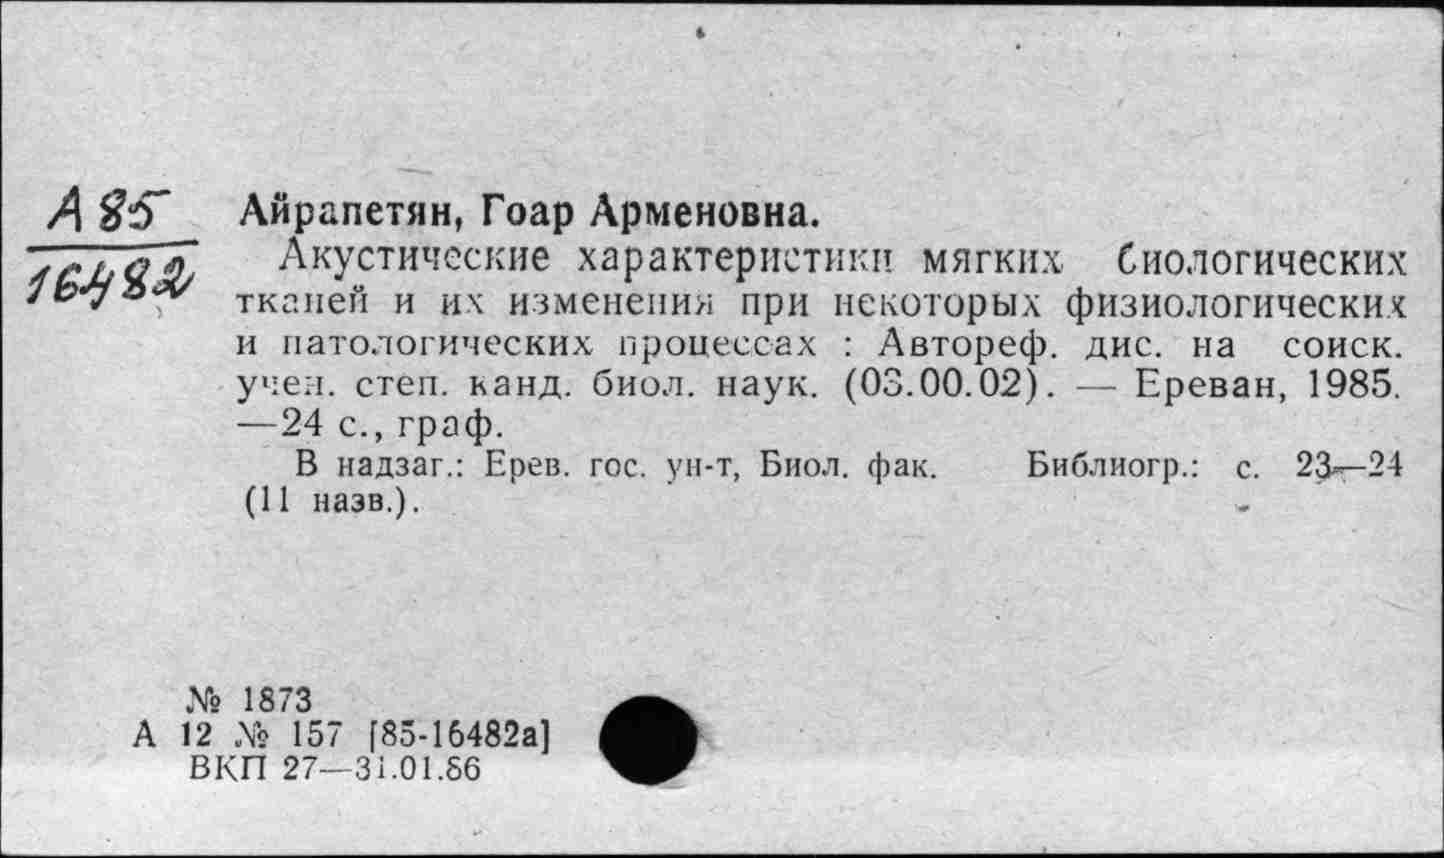 А 85
16482
Айрапетян, Гоар Арменовна.
Акустические характеристики мягких биологических
тканей и их изменения при некоторых физиологических
и патологических процессах : Автореф. дис. на соиск.
учен. степ. канд. биол. наук. (03.00.02). — Ереван, 1985.
—24 с., граф.
В надзаг.: Ерев. гос. ун-т, Биол. фак. Библиогр.: с. 23—24
(11 назв.).
№ 1873
А 12 № 157 [85-16482а]
ВКП 27—31.01.86